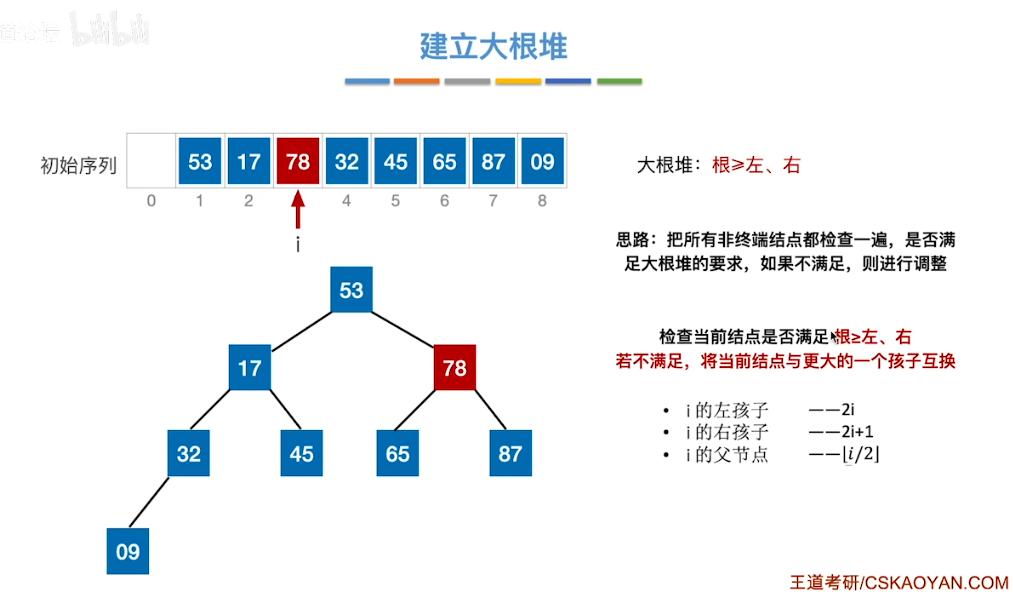 bilibili
建立大根堆
初始序列 53 17 78 32 45 65 87 09
0 1 2 4 5 6 7 8
i
大根堆：根≥左、右
思路：把所有非终端结点都检查一遍，是否满
足大根堆的要求，如果不满足，则进行调整
53
17 78
32 45 65 87
09
检查当前结点是否满足根≥左、右
若不满足，将当前结点与更大的一个孩子互换
• i 的左孩子 ——2i
• i 的右孩子 ——2i+1
• i 的父节点 ——⌊i/2⌋
王道考研/CSKAOYAN.COM